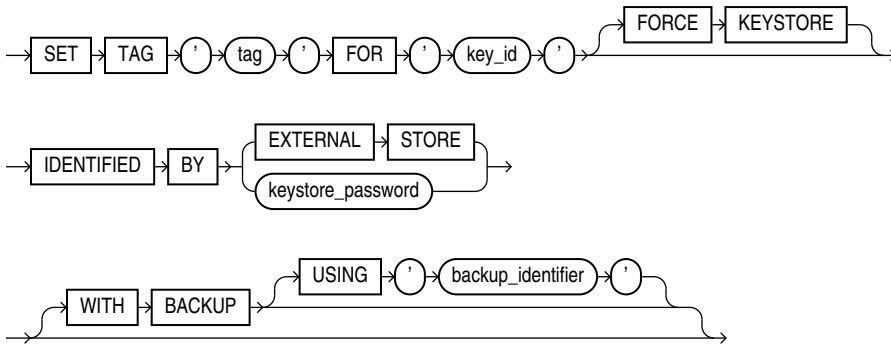 FORCE KEYSTORE
SET TAG ’ tag ’ FOR ’ key_id ’
EXTERNAL STORE
IDENTIFIED BY
keystore_password
USING ’ backup_identifier ’
WITH BACKUP